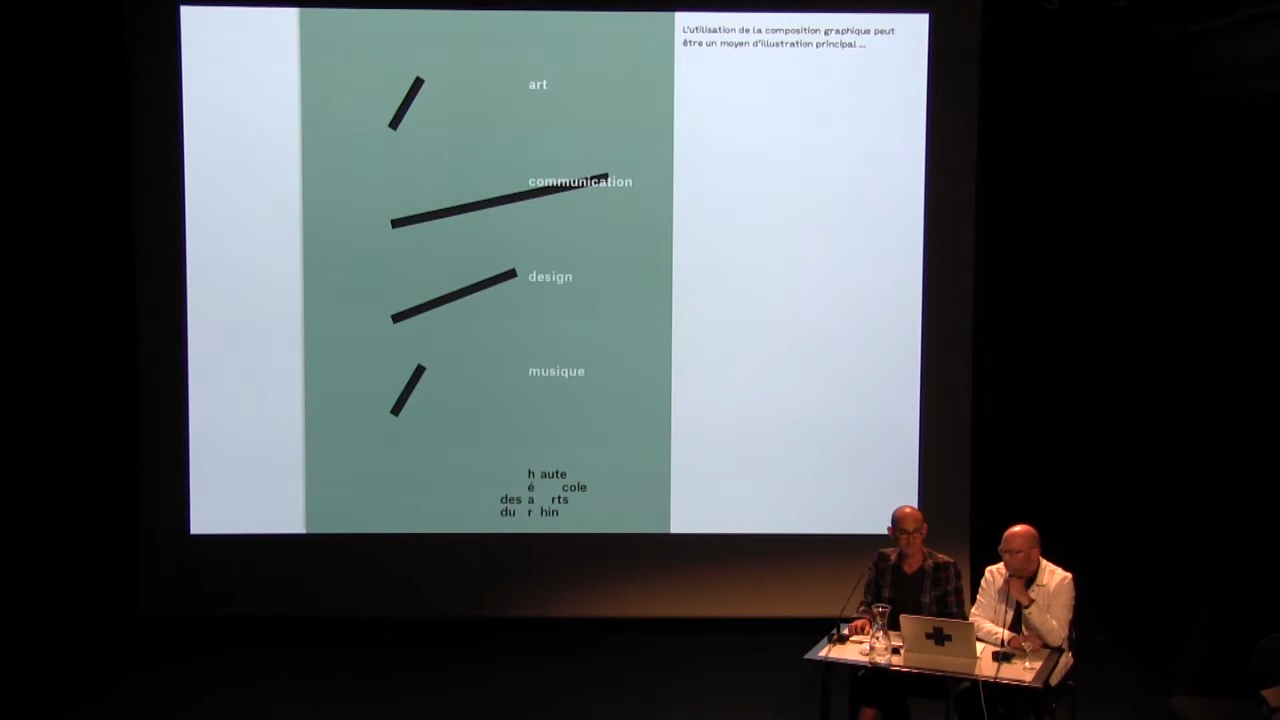 L'utilisation de la composition graphique peut
être un moyen d'illustration principal ...
art
communication
design
musique
h aute
é cole
des a rts
du r hin